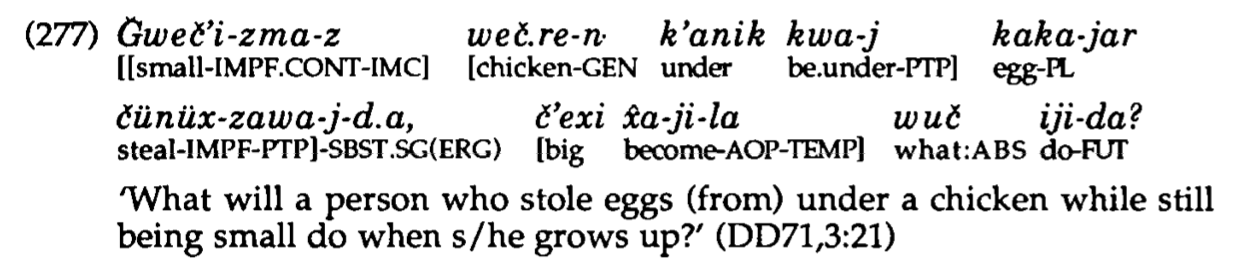 (277) Ǧweč’i-zma-z weč.re-n k’anik kwa-j kaka-jar
[[small-IMPF.CONT-IMC] [chicken-GEN under be.under-PTP] egg-PL
čünüx-zawa-j-d.a, č’exi x̂a-ji-la wuč iji-da?
steal-IMPF-PTP]-SBST.SG(ERG) [big become-AOP-TEMP] what:ABS do-FUT
‘What will a person who stole eggs (from) under a chicken while still
being small do when s/he grows up?’ (DD71,3:21)